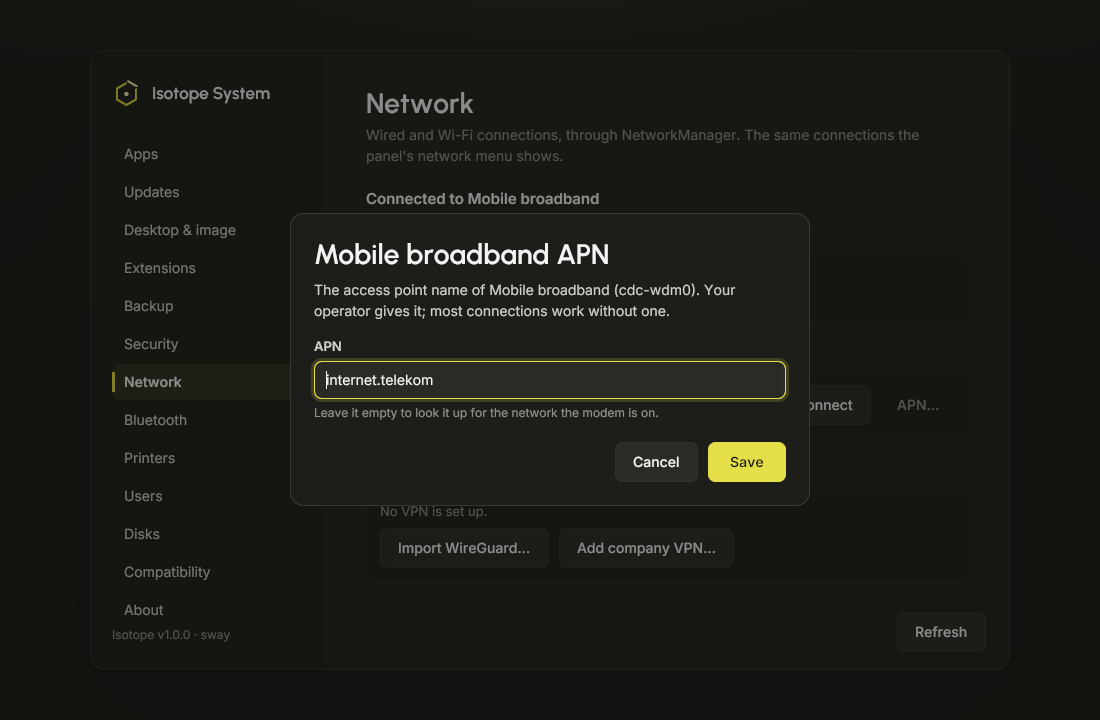 Isotope System
Apps
Updates
Desktop & image
Extensions
Backup
Security
Network
Bluetooth
Printers
Users
Disks
Compatibility
About
Isotope v1.0.0 · sway
Network
Wired and Wi-Fi connections, through NetworkManager. The same connections the
panel's network menu shows.
Connected to Mobile broadband
Mobile broadband APN
The access point name of Mobile broadband (cdc-wdm0). Your
operator gives it; most connections work without one.
APN
internet.telekom
Leave it empty to look it up for the network the modem is on.
Cancel
Save
APN...
No VPN is set up.
Import WireGuard...
Add company VPN...
Refresh